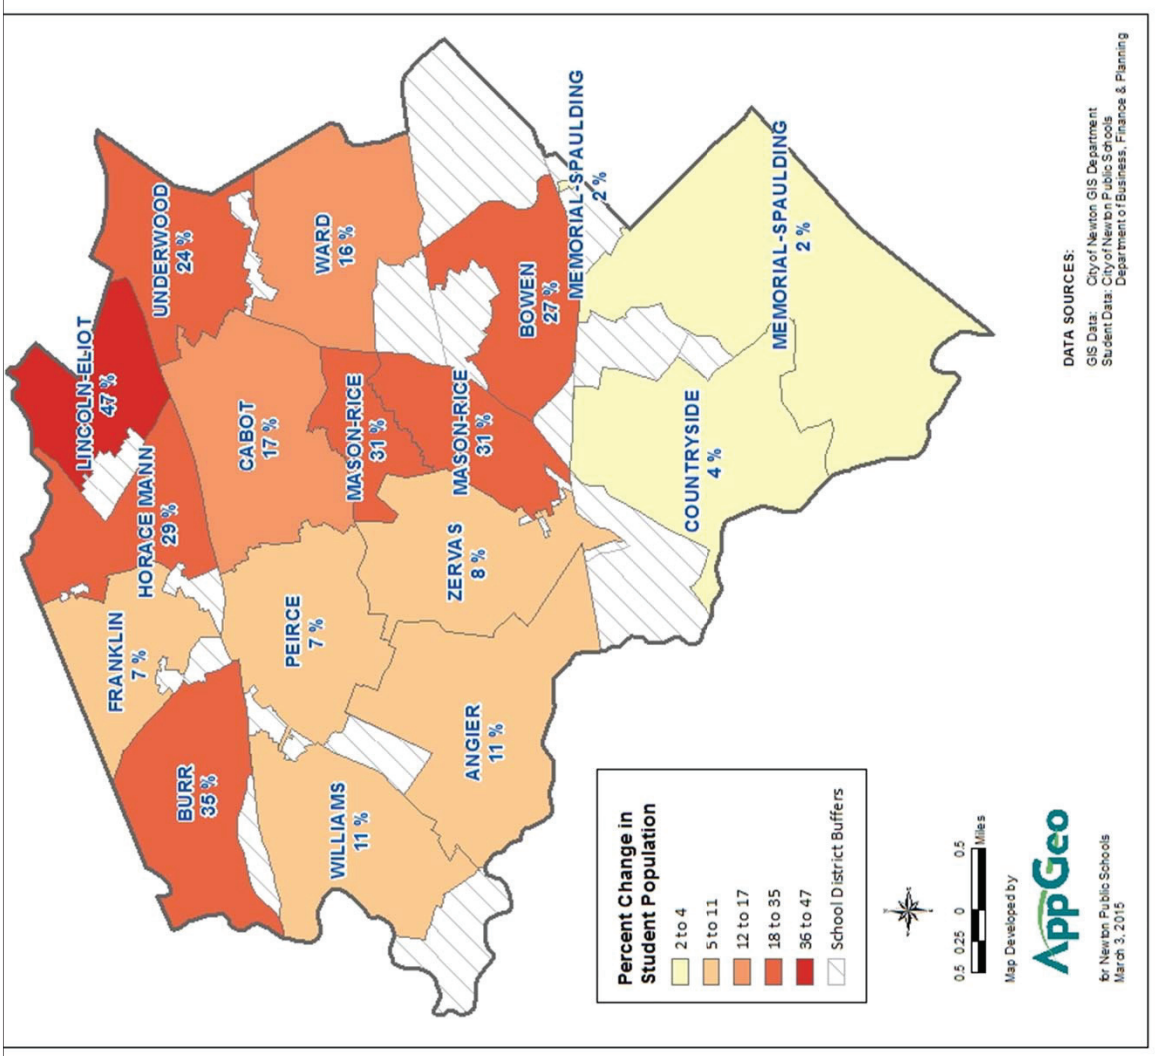 LINCOLN-ELIOT
47 %
UNDERWOOD
24 %
HORACE MANN
29 %
FRANKLIN
7 %
BURR
35 %
WARD
16 %
CABOT
17 %
PEIRCE
7 %
WILLIAMS
11 %
MASON-RICE
31 %
MASON-RICE
31 %
ZERVAS
8 %
ANGIER
11 %
BOWEN
27 %
MEMORIAL-SPAULDING
2 %
MEMORIAL-SPAULDING
2 %
COUNTRYSIDE
4 %
Percent Change in
Student Population
2 to 4
5 to 11
12 to 17
18 to 35
36 to 47
School District Buffers
0.5 0.25 0 0.5
Miles
Map Developed by
AppGeo
for Newton Public Schools
March 3, 2015
DATA SOURCES:
GIS Data: City of Newton GIS Department
Student Data: City of Newton Public Schools
Department of Business, Finance & Planning